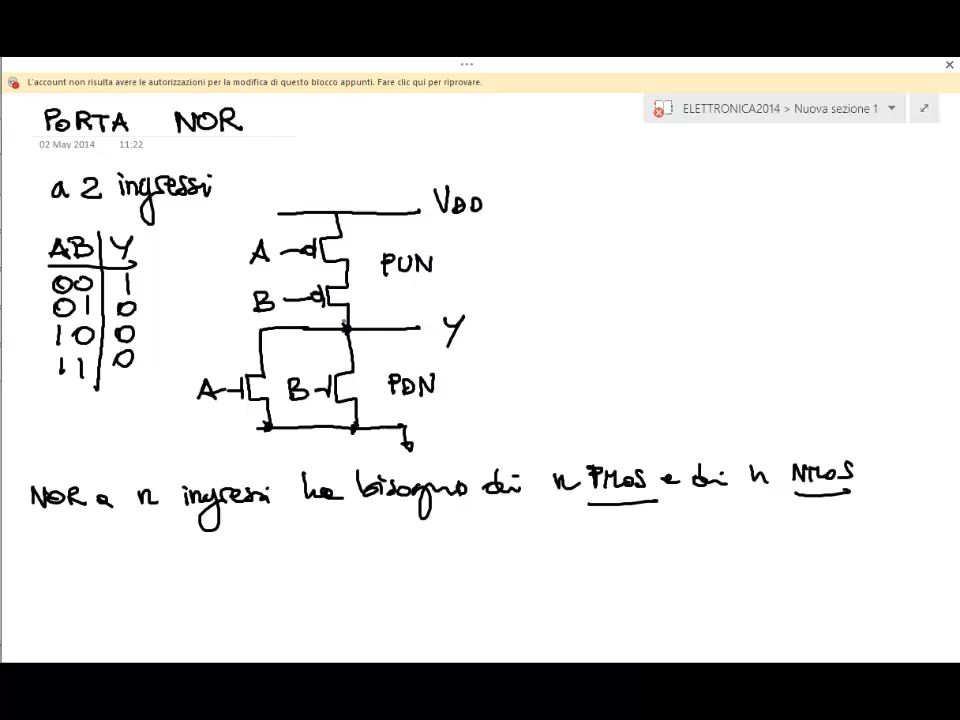 L'account non risulta avere le autorizzazioni per la modifica di questo blocco appunti. Fare clic qui per riprovare.
ELETTRONICA2014 > Nuova sezione 1
PORTA NOR
02 May 2014 11:22
a 2 ingressi
AB Y
00 1
01 0
10 0
11 0
VDD
A
PUN
B
Y
A
B
PDN
NOR a n ingressi ha bisogno di n PMOS e di n NMOS